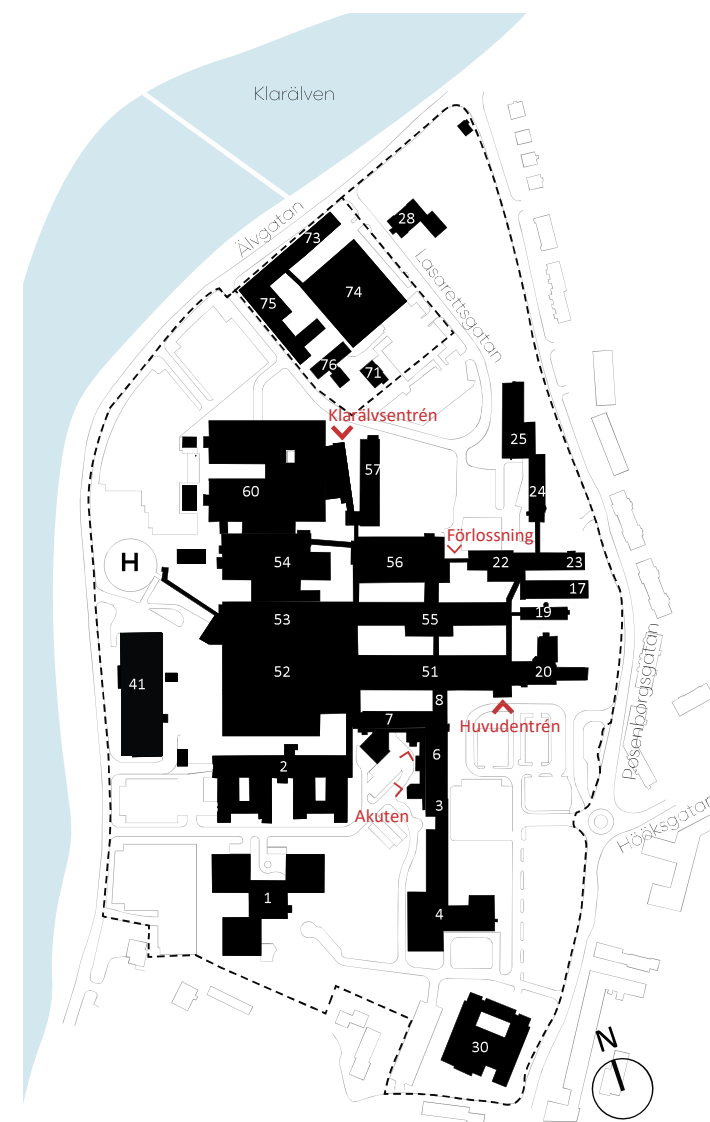 Klarälven
Älvgatan
28
73
Lasarettsgatan
74
75
76
71
Klarälvsentrén
25
57
60
24
Förlossning
H
54
56
22
23
17
53
55
19
41
52
51
20
8
7
Huvudentrén
Rosenborgsgatan
6
2
3
Akuten
Hööksgatan
1
4
30
N